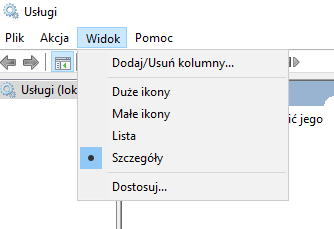 Usługi
Plik Akcja Widok Pomoc
Dodaj/Usuń kolumny...
Usługi (lok
Duże ikony
Małe ikony
ić jego
Lista
Szczegóły
Dostosuj...